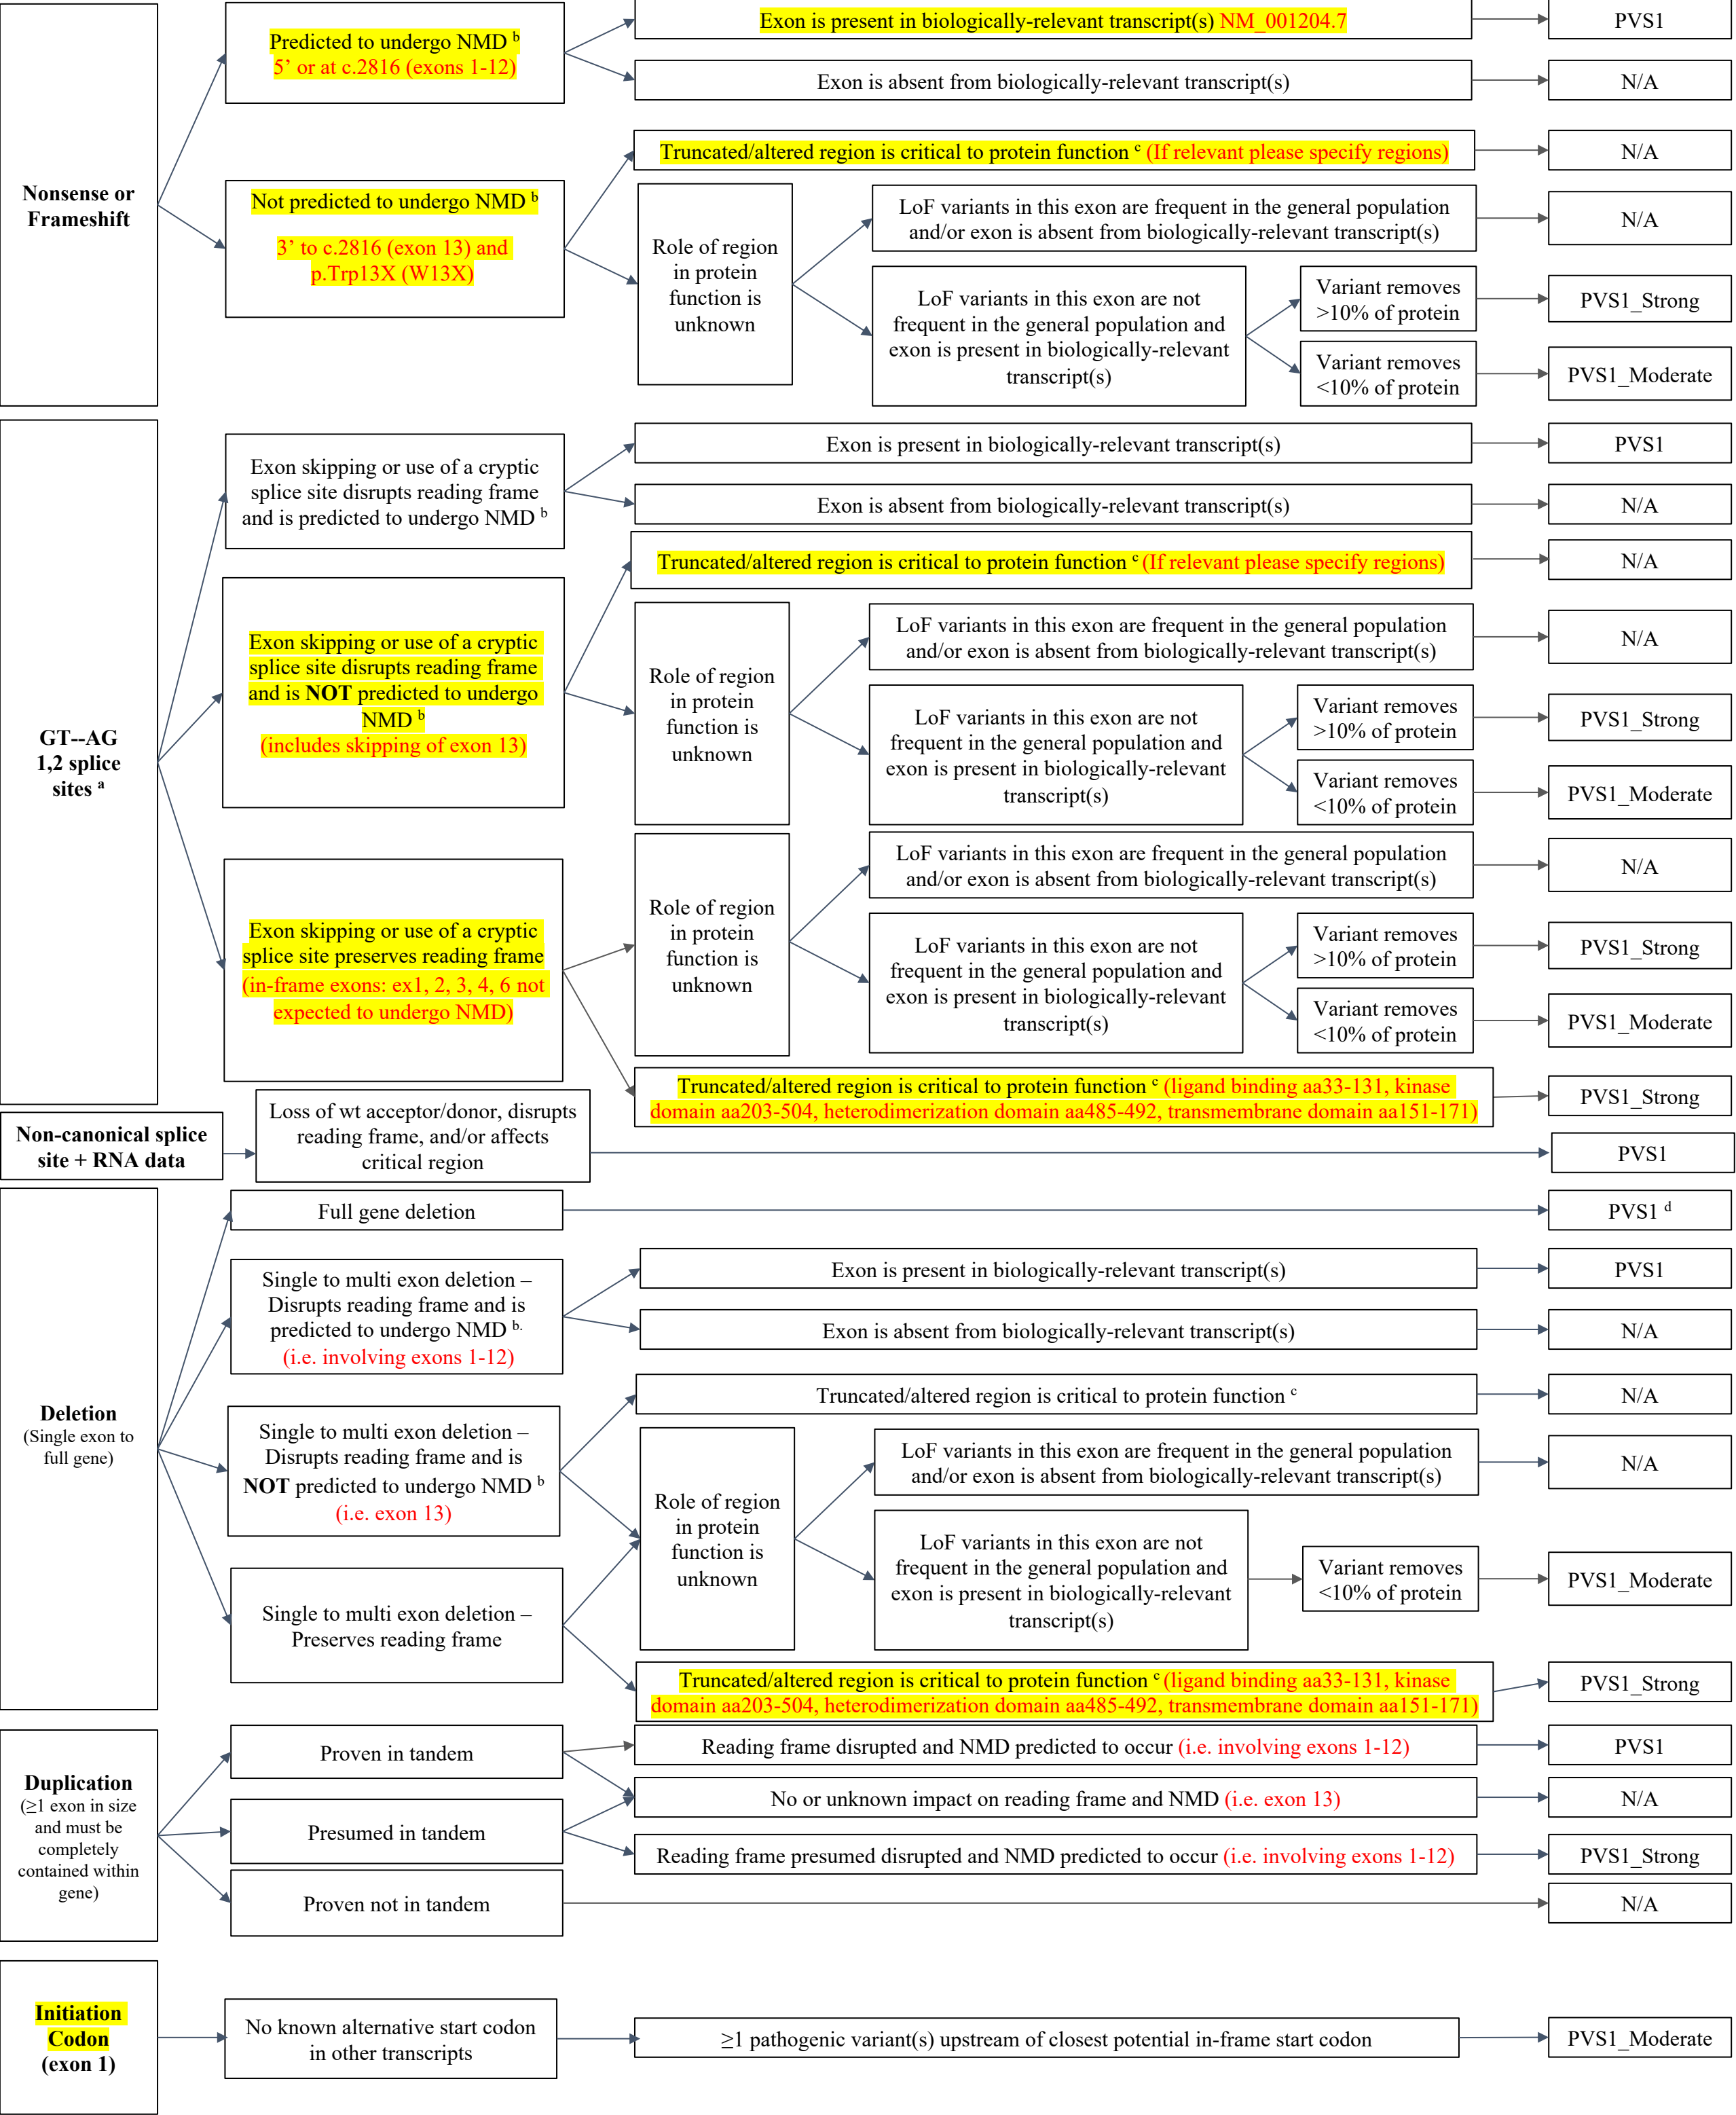 Nonsense or
Frameshift
Predicted to undergo NMD b
5’ or at c.2816 (exons 1-12)
Exon is present in biologically-relevant transcript(s) NM_001204.7
PVS1
Exon is absent from biologically-relevant transcript(s)
N/A
Not predicted to undergo NMD b
3’ to c.2816 (exon 13) and
p.Trp13X (W13X)
Truncated/altered region is critical to protein function c (If relevant please specify regions)
N/A
Role of region
in protein
function is
unknown
LoF variants in this exon are frequent in the general population
and/or exon is absent from biologically-relevant transcript(s)
N/A
LoF variants in this exon are not
frequent in the general population and
exon is present in biologically-relevant
transcript(s)
Variant removes
>10% of protein
PVS1_Strong
Variant removes
<10% of protein
PVS1_Moderate
GT--AG
1,2 splice
sites a
Exon skipping or use of a cryptic
splice site disrupts reading frame
and is predicted to undergo NMD b
Exon is present in biologically-relevant transcript(s)
PVS1
Exon is absent from biologically-relevant transcript(s)
N/A
Exon skipping or use of a cryptic
splice site disrupts reading frame
and is NOT predicted to undergo
NMD b
(includes skipping of exon 13)
Truncated/altered region is critical to protein function c (If relevant please specify regions)
N/A
Role of region
in protein
function is
unknown
LoF variants in this exon are frequent in the general population
and/or exon is absent from biologically-relevant transcript(s)
N/A
LoF variants in this exon are not
frequent in the general population and
exon is present in biologically-relevant
transcript(s)
Variant removes
>10% of protein
PVS1_Strong
Variant removes
<10% of protein
PVS1_Moderate
Exon skipping or use of a cryptic
splice site preserves reading frame
(in-frame exons: ex1, 2, 3, 4, 6 not
expected to undergo NMD)
Role of region
in protein
function is
unknown
LoF variants in this exon are frequent in the general population
and/or exon is absent from biologically-relevant transcript(s)
N/A
LoF variants in this exon are not
frequent in the general population and
exon is present in biologically-relevant
transcript(s)
Variant removes
>10% of protein
PVS1_Strong
Variant removes
<10% of protein
PVS1_Moderate
Truncated/altered region is critical to protein function c (ligand binding aa33-131, kinase
domain aa203-504, heterodimerization domain aa485-492, transmembrane domain aa151-171)
PVS1_Strong
Non-canonical splice
site + RNA data
Loss of wt acceptor/donor, disrupts
reading frame, and/or affects
critical region
PVS1
Deletion
(Single exon to
full gene)
Full gene deletion
PVS1 d
Single to multi exon deletion –
Disrupts reading frame and is
predicted to undergo NMD b.
(i.e. involving exons 1-12)
Exon is present in biologically-relevant transcript(s)
PVS1
Exon is absent from biologically-relevant transcript(s)
N/A
Single to multi exon deletion –
Disrupts reading frame and is
NOT predicted to undergo NMD b
(i.e. exon 13)
Truncated/altered region is critical to protein function c
N/A
Role of region
in protein
function is
unknown
LoF variants in this exon are frequent in the general population
and/or exon is absent from biologically-relevant transcript(s)
N/A
LoF variants in this exon are not
frequent in the general population and
exon is present in biologically-relevant
transcript(s)
Variant removes
<10% of protein
PVS1_Moderate
Single to multi exon deletion –
Preserves reading frame
Truncated/altered region is critical to protein function c (ligand binding aa33-131, kinase
domain aa203-504, heterodimerization domain aa485-492, transmembrane domain aa151-171)
PVS1_Strong
Duplication
(≥1 exon in size
and must be
completely
contained within
gene)
Proven in tandem
Reading frame disrupted and NMD predicted to occur (i.e. involving exons 1-12)
PVS1
No or unknown impact on reading frame and NMD (i.e. exon 13)
N/A
Presumed in tandem
Reading frame presumed disrupted and NMD predicted to occur (i.e. involving exons 1-12)
PVS1_Strong
Proven not in tandem
N/A
Initiation
Codon
(exon 1)
No known alternative start codon
in other transcripts
≥1 pathogenic variant(s) upstream of closest potential in-frame start codon
PVS1_Moderate